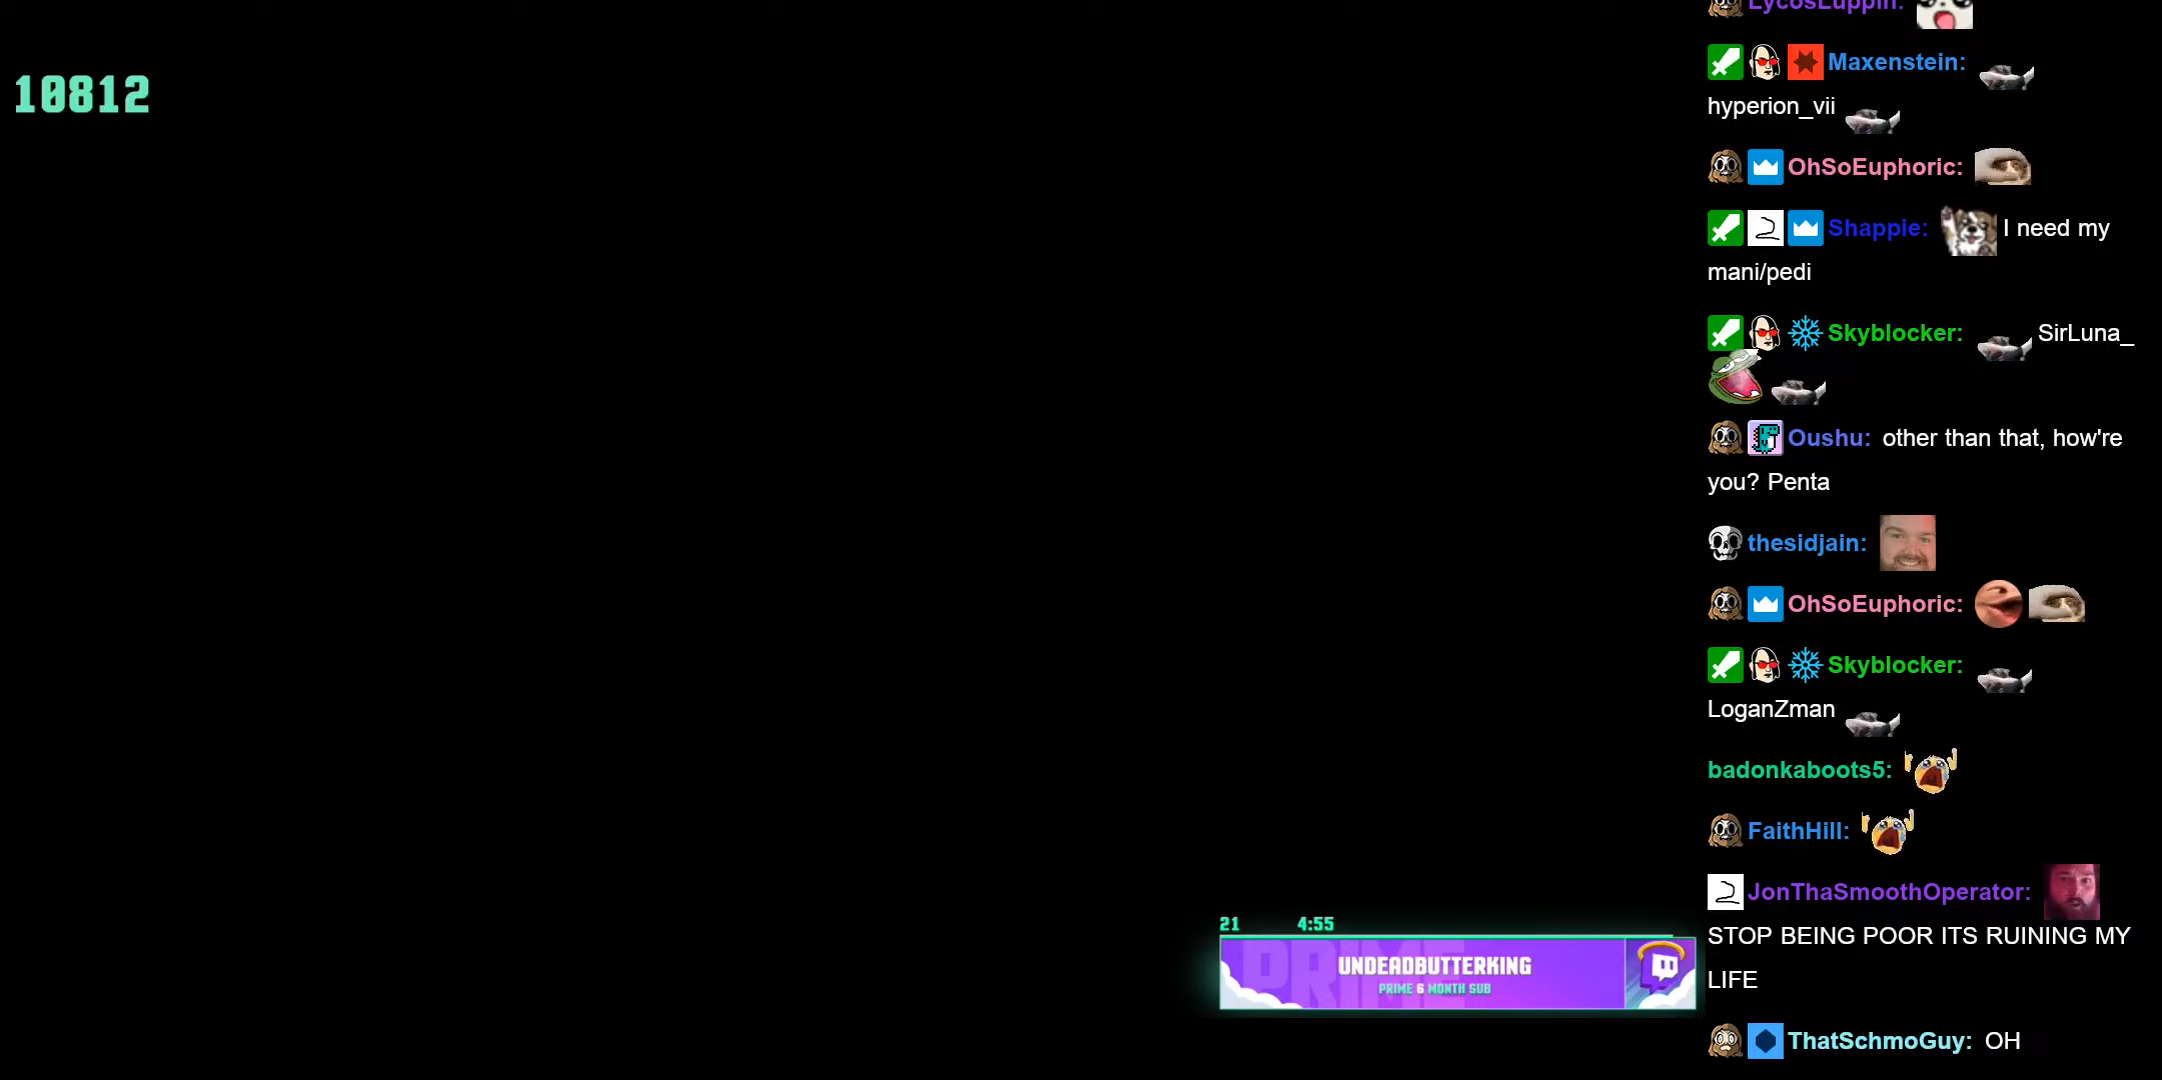 10812
LycosLuppin:
Maxenstein:
hyperion_vii
OhSoEuphoric:
Shappie: I need my
mani/pedi
Skyblocker: SirLuna_
Oushu: other than that, how're
you? Penta
thesidjain:
OhSoEuphoric:
Skyblocker:
LoganZman
badonkaboots5:
FaithHill:
JonThaSmoothOperator:
STOP BEING POOR ITS RUINING MY
LIFE
ThatSchmoGuy: OH
21 4:55
PRIME
UNDEADBUTTERKING
PRIME 6 MONTH SUB